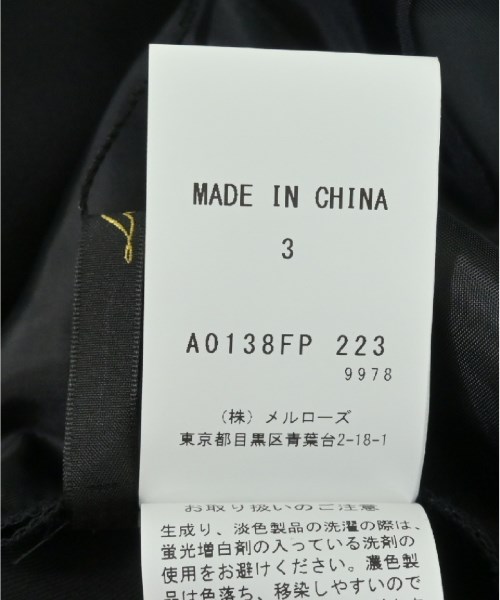 MADE IN CHINA
3
A0138FP 223
9978
(株) メルローズ
東京都目黒区青葉台2-18-1
お取り扱いのご注意
生成り、淡色製品の洗濯の際は、
蛍光増白剤の入っている洗剤の
使用をお避けください。濃色製
品は色落ち、移染しやすいので